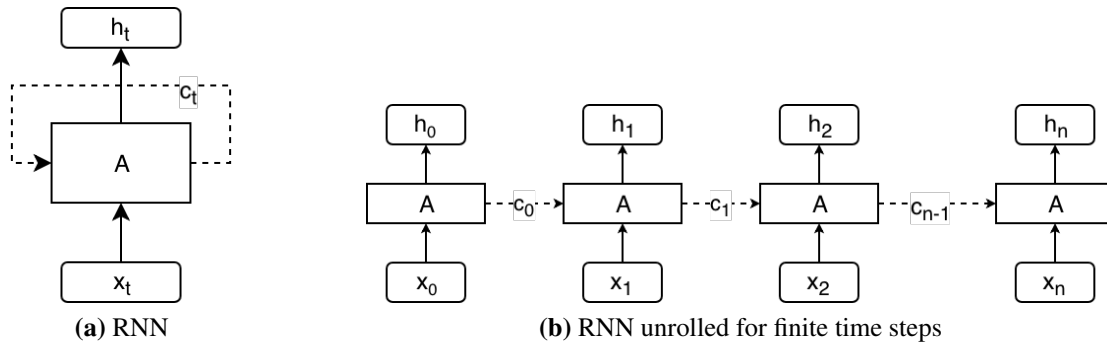 h_t
c_t
A
x_t
(a) RNN
h_0 h_1 h_2 h_n
A c_0 A c_1 A c_{n-1} A
x_0 x_1 x_2 x_n
(b) RNN unrolled for finite time steps